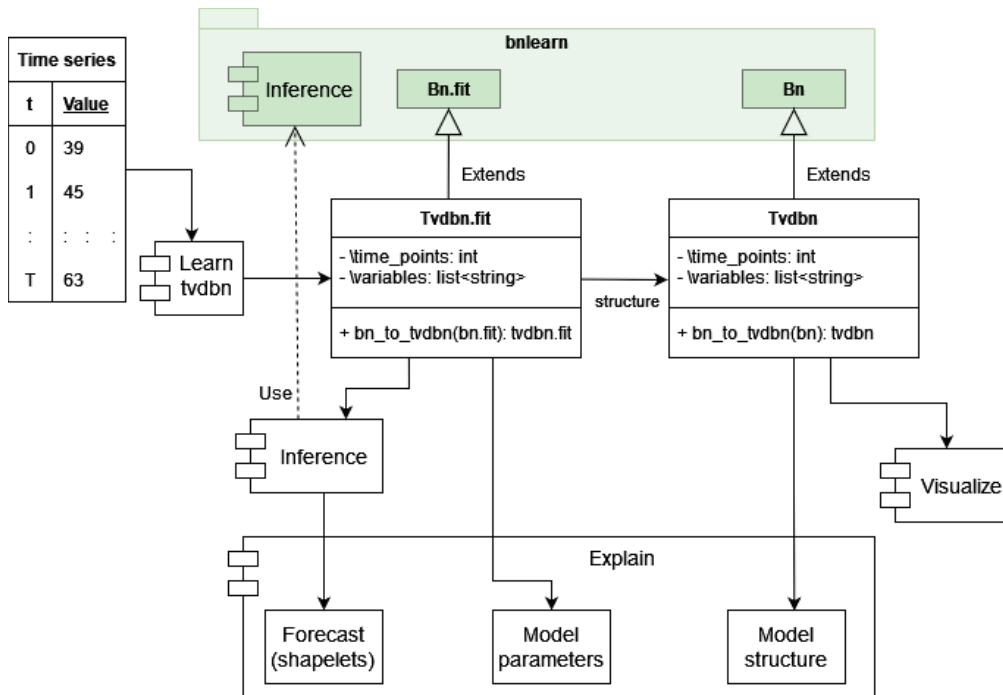 bnlearn
Time series
t Value
0 39
1 45
: : : :
T 63
Inference
Bn.fit
Bn
Extends
Extends
Learn
tvdbn
Tvdbn.fit
- \time_points: int
- \variables: list<string>
+ bn_to_tvdbn(bn.fit): tvdbn.fit
structure
Tvdbn
- \time_points: int
- \variables: list<string>
+ bn_to_tvdbn(bn): tvdbn
Use
Inference
Visualize
Explain
Forecast
(shapelets)
Model
parameters
Model
structure